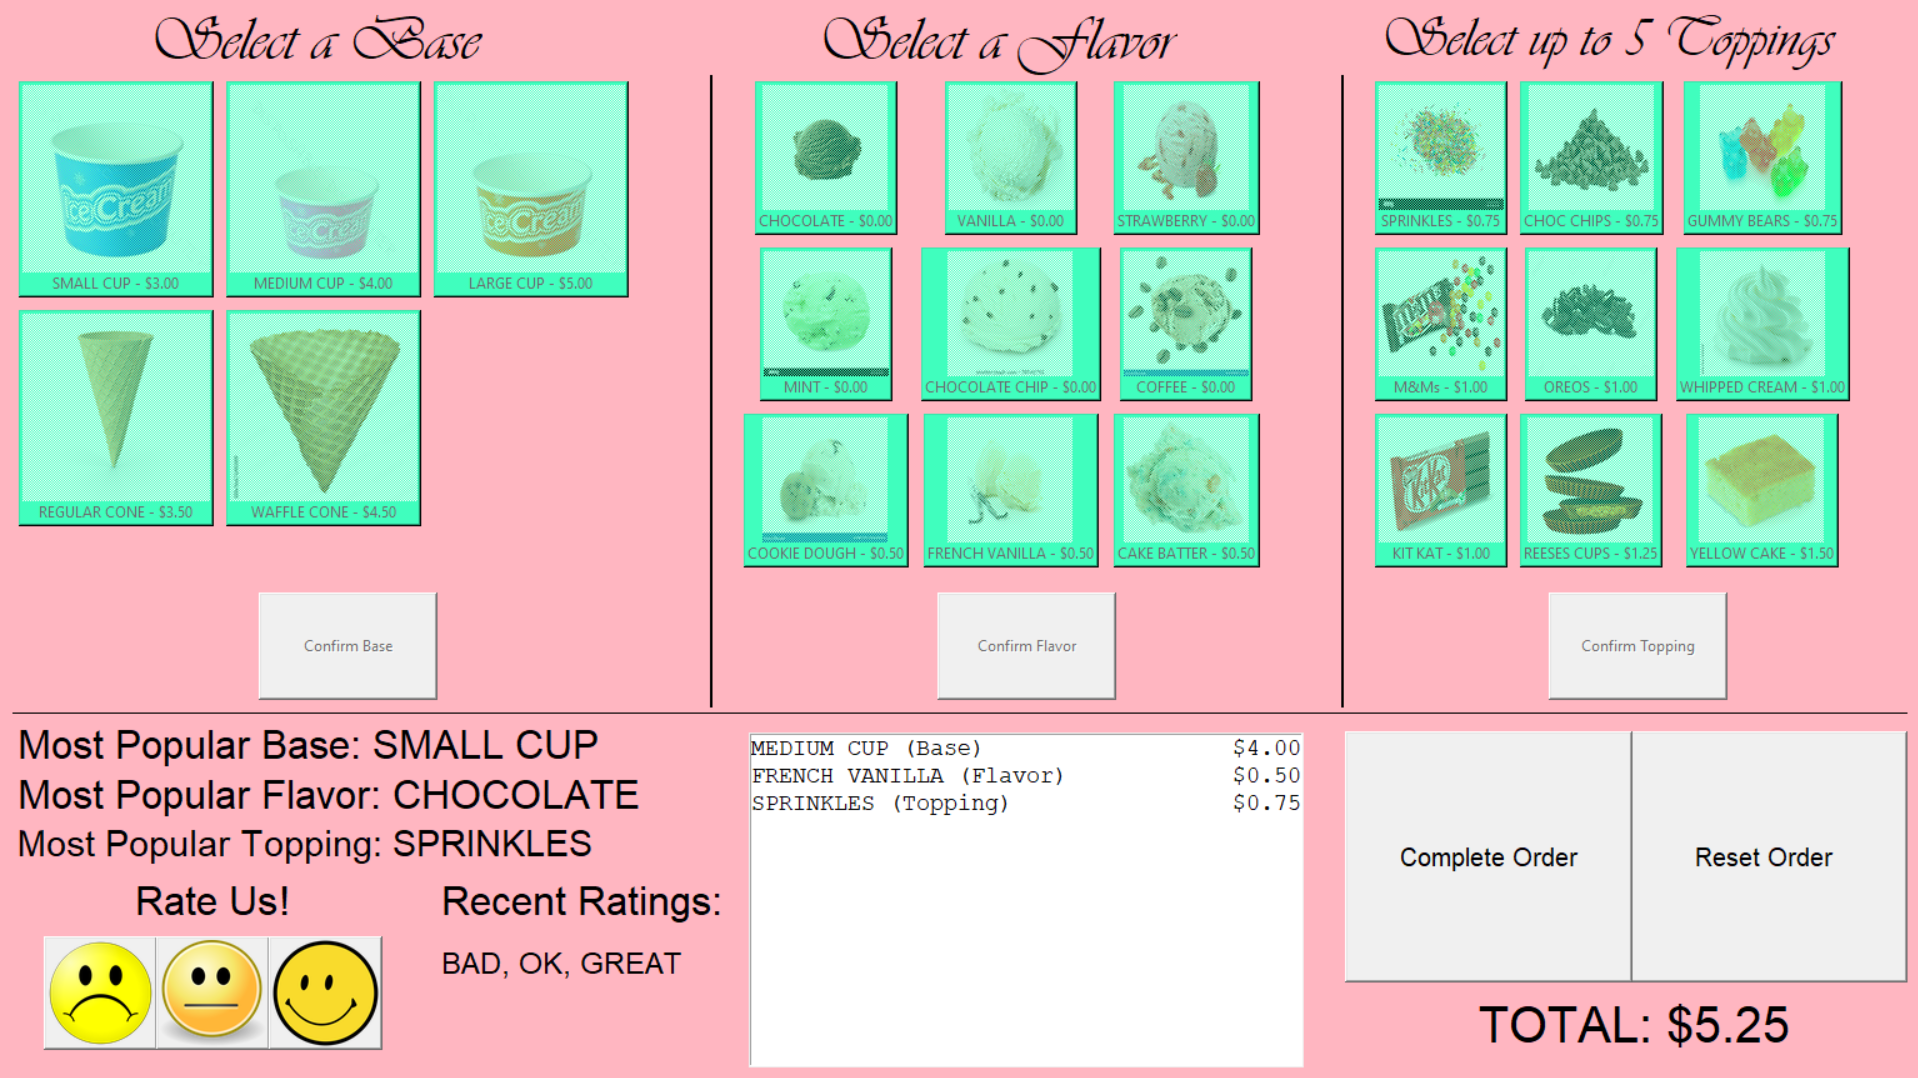 Select a Base
SMALL CUP - $3.00
MEDIUM CUP - $4.00
LARGE CUP - $5.00
REGULAR CONE - $3.50
WAFFLE CONE - $4.50
Confirm Base
Select a Flavor
CHOCOLATE - $0.00
VANILLA - $0.00
STRAWBERRY - $0.00
MINT - $0.00
CHOCOLATE CHIP - $0.00
COFFEE - $0.00
COOKIE DOUGH - $0.50
FRENCH VANILLA - $0.50
CAKE BATTER - $0.50
Confirm Flavor
Select up to 5 Toppings
SPRINKLES - $0.75
CHOC CHIPS - $0.75
GUMMY BEARS - $0.75
M&Ms - $1.00
OREOS - $1.00
WHIPPED CREAM - $1.00
KitKat
KIT KAT - $1.00
REESES CUPS - $1.25
YELLOW CAKE - $1.50
Confirm Topping
Most Popular Base: SMALL CUP
Most Popular Flavor: CHOCOLATE
Most Popular Topping: SPRINKLES
Rate Us!
Recent Ratings:
BAD, OK, GREAT
MEDIUM CUP (Base) $4.00
FRENCH VANILLA (Flavor) $0.50
SPRINKLES (Topping) $0.75
Complete Order
Reset Order
TOTAL: $5.25